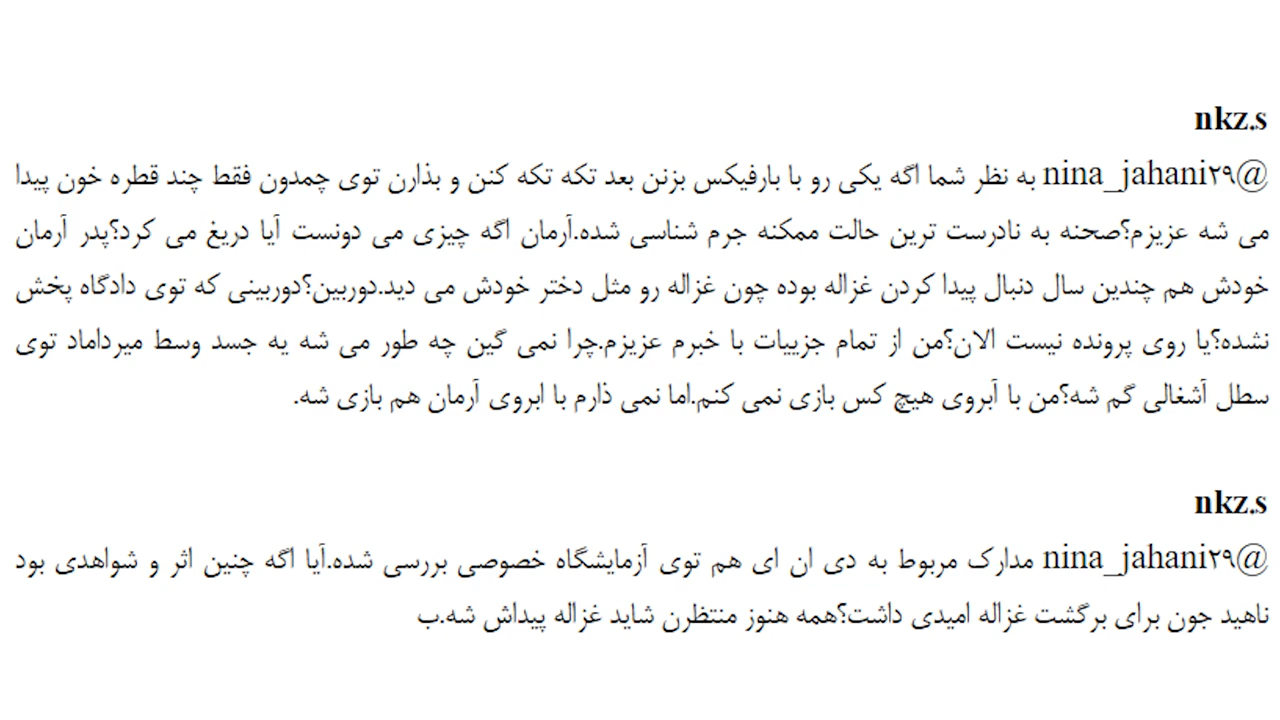 nkz.s
@nina_jahani۲۹ به نظر شما اگه یکی رو با بارفیکس بزنن بعد تکه تکه کنن و بذارن توی چمدون فقط چند قطره خون پیدا
می شه عزیزم؟صحنه به نادرست ترین حالت ممکنه جرم شناسی شده.آرمان اگه چیزی می دونست آیا دریغ می کرد؟پدر آرمان
خودش هم چندین سال دنبال پیدا کردن غزاله بوده چون غزاله رو مثل دختر خودش می دید.دوربین؟دوربینی که توی دادگاه پخش
نشده؟یا روی پرونده نیست الان؟من از تمام جزییات با خبرم عزیزم.چرا نمی گین چه طور می شه یه جسد وسط میرداماد توی
سطل آشغالی گم شه؟من با آبروی هیچ کس بازی نمی کنم.اما نمی ذارم با ابروی آرمان هم بازی شه.
nkz.s
@nina_jahani۲۹ مدارک مربوط به دی ان ای هم توی آزمایشگاه خصوصی بررسی شده.آیا اگه چنین اثر و شواهدی بود
ناهید جون برای برگشت غزاله امیدی داشت؟همه هنوز منتظرن شاید غزاله پیداش شه.ب